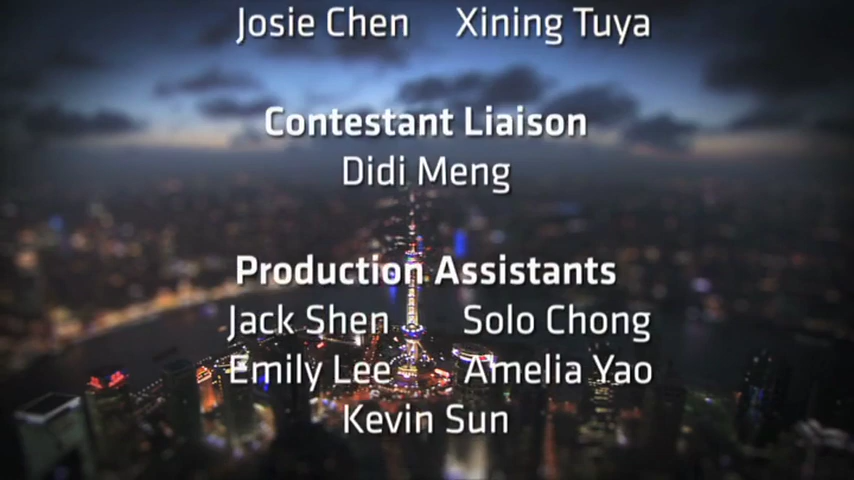 Josie Chen Xining Tuya
Contestant Liaison
Didi Meng
Production Assistants
Jack Shen Solo Chong
Emily Lee Amelia Yao
Kevin Sun